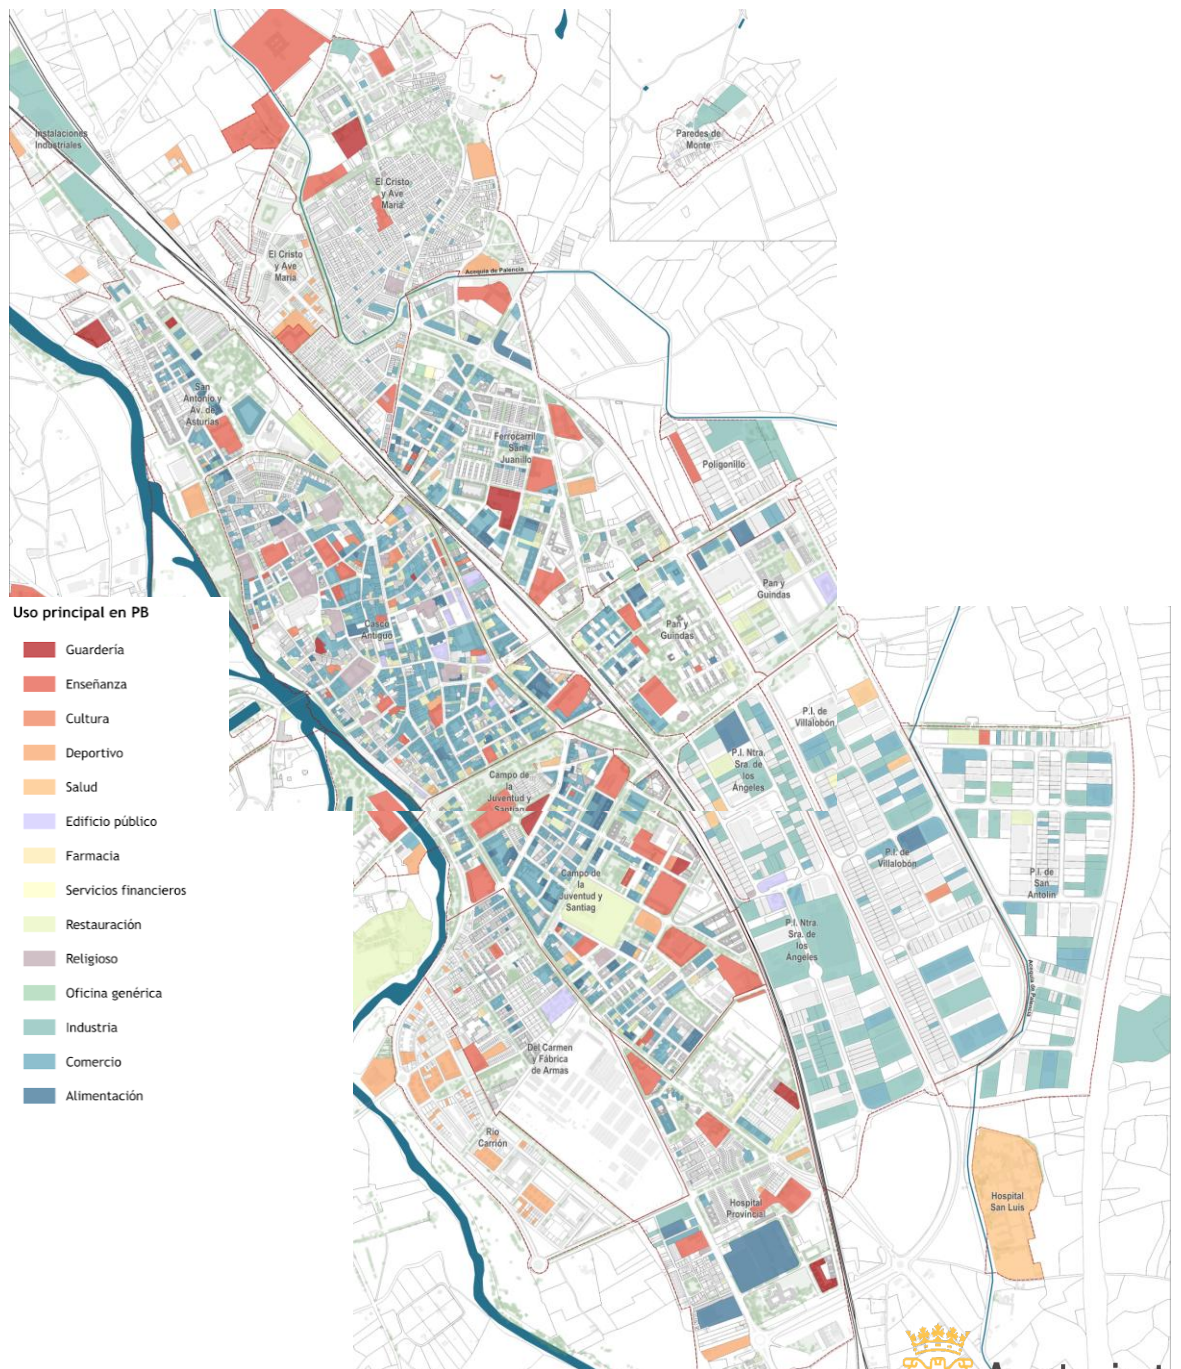 Instalaciones
Industriales
Paredes de
Monte
El Cristo
y Ave
María
El Cristo
y Ave
María
Acequia de Palencia
San
Antonio y
Av. de
Asturias
Ferrocarril
San
Juanillo
Poligonillo
Pan y
Guindas
Pan y
Guindas
Casco
Antiguo
Uso principal en PB
Guardería
Enseñanza
Cultura
Deportivo
Salud
Edificio público
Farmacia
Servicios financieros
Restauración
Religioso
Oficina genérica
Industria
Comercio
Alimentación
P.I. de
Villalobón
P.I. Ntra.
Sra. de
los
Ángeles
Campo de
la
Juventud y
Santiag
Campo de
la
Juventud y
Santiag
P.I. de
Villalobón
P.I. de
San
Antolín
P.I. Ntra.
Sra. de
los
Ángeles
Acequia de Palencia
Del Carmen
y Fábrica
de Armas
Río
Carrión
Hospital
Provincial
Hospital
San Luis